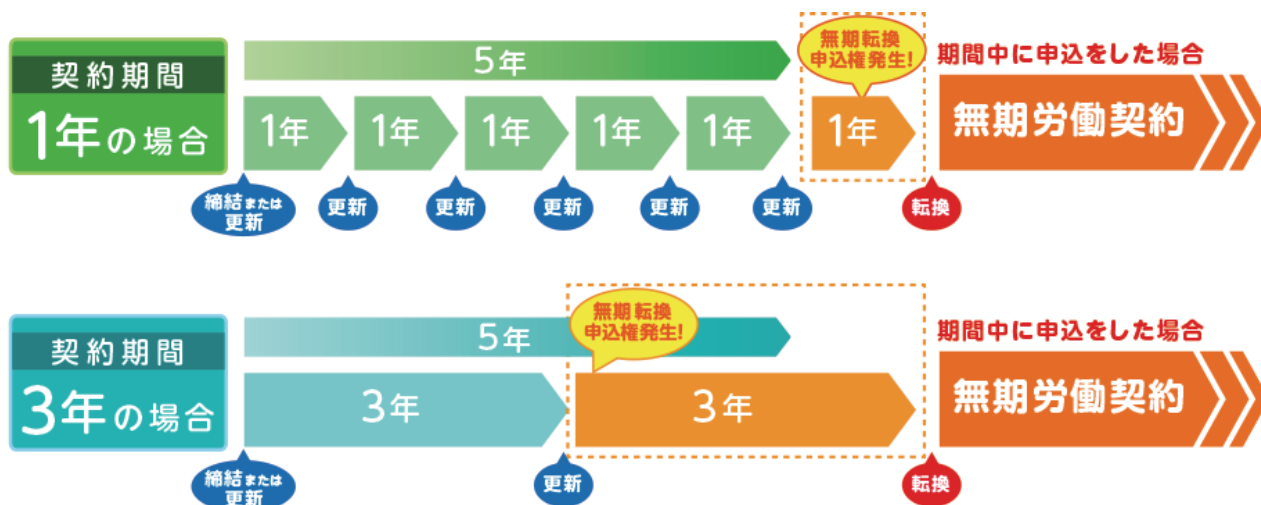 契約期間
1年の場合
5年
無期転換
申込権発生!
期間中に申込をした場合
1年
1年
1年
1年
1年
1年
無期労働契約
締結または
更新
更新
更新
更新
更新
更新
転換
契約期間
3年の場合
5年
無期転換
申込権発生!
期間中に申込をした場合
3年
3年
無期労働契約
締結または
更新
更新
転換